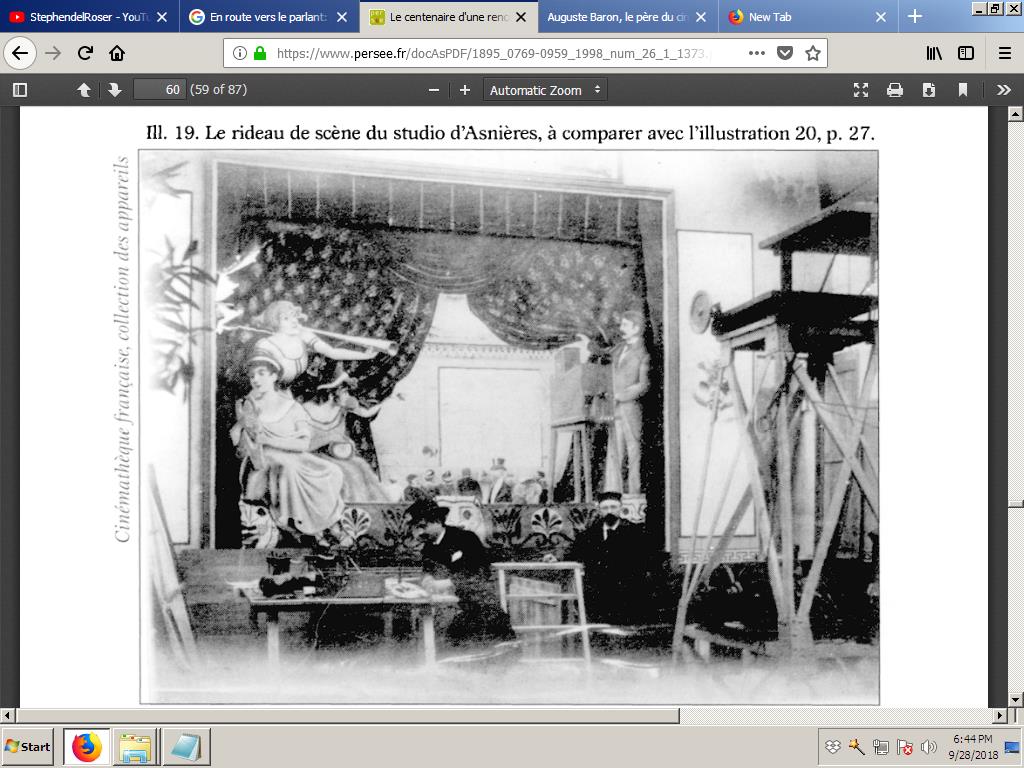 StephendelRoser - YouTu
En route vers le parlant:
Le centenaire d'une renc
Auguste Baron, le père du cin
New Tab
https://www.persee.fr/docAsPDF/1895_0769-0959_1998_num_26_1_1373.
60 (59 of 87)
Automatic Zoom
Ill. 19. Le rideau de scène du studio d'Asnières, à comparer avec l'illustration 20, p. 27.
Cinémathèque française, collection des appareils
Start
6:44 PM
9/28/2018